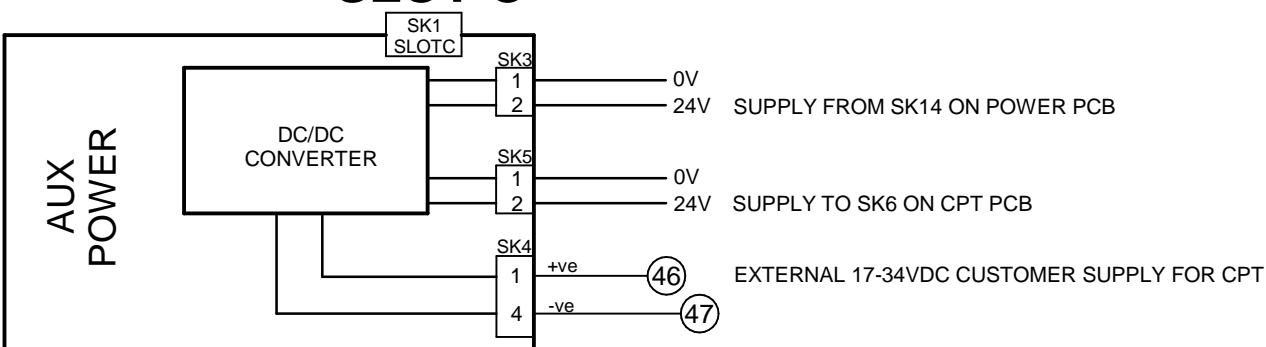 SK1
SLOTC
SK3
1 0V
2 24V SUPPLY FROM SK14 ON POWER PCB
DC/DC
CONVERTER
AUX
POWER
SK5
1 0V
2 24V SUPPLY TO SK6 ON CPT PCB
SK4
1 +ve 46 EXTERNAL 17-34VDC CUSTOMER SUPPLY FOR CPT
4 -ve 47